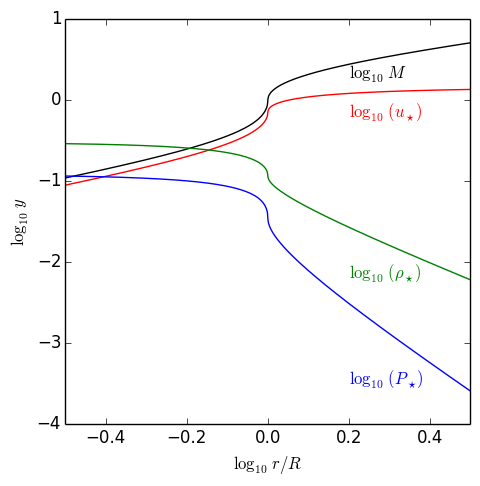 1
0
−1
−2
−3
−4
log₁₀ y
log₁₀ M
log₁₀ (u⋆)
log₁₀ (ρ⋆)
log₁₀ (P⋆)
−0.4 −0.2 0.0 0.2 0.4
log₁₀ r/R